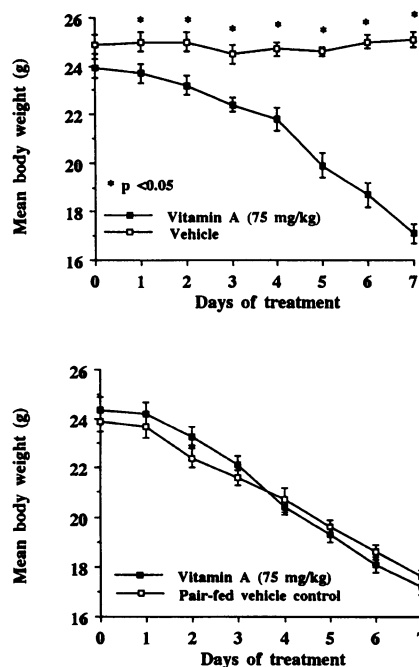 * * * * * * *
26
24
22
20
18
16
Mean body weight (g)
* p <0.05
Vitamin A (75 mg/kg)
Vehicle
0 1 2 3 4 5 6 7
Days of treatment
26
24
22
20
18
16
Mean body weight (g)
Vitamin A (75 mg/kg)
Pair-fed vehicle control
0 1 2 3 4 5 6 7
Days of treatment